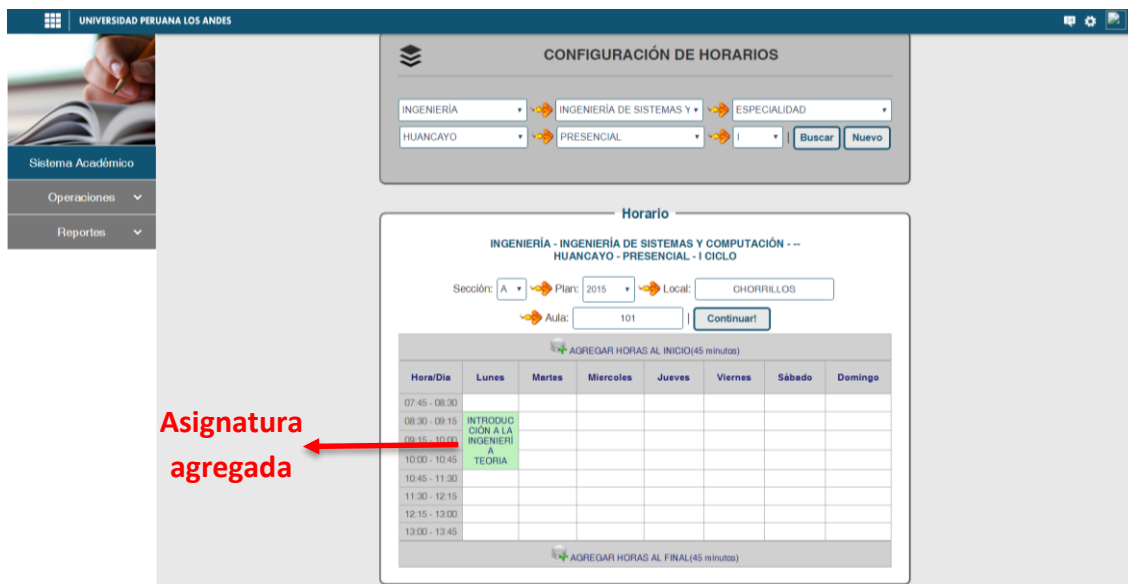 UNIVERSIDAD PERUANA LOS ANDES
CONFIGURACIÓN DE HORARIOS
INGENIERÍA INGENIERÍA DE SISTEMAS Y ESPECIALIDAD
HUANCAYO PRESENCIAL I | Buscar Nuevo
Sistema Académico
Operaciones
Reportes
Horario
INGENIERÍA - INGENIERÍA DE SISTEMAS Y COMPUTACIÓN - --
HUANCAYO - PRESENCIAL - I CICLO
Sección: A Plan: 2015 Local: CHORRILLOS
Aula: 101 | Continuar!
AGREGAR HORAS AL INICIO(45 minutos)
Hora/Dia Lunes Martes Miercoles Jueves Viernes Sábado Domingo
07:45 - 08:30
08:30 - 09:15
09:15 - 10:00
10:00 - 10:45
INTRODUC
CIÓN A LA
INGENIERÍ
A
TEORIA
10:45 - 11:30
11:30 - 12:15
12:15 - 13:00
13:00 - 13:45
AGREGAR HORAS AL FINAL(45 minutos)
Asignatura
agregada